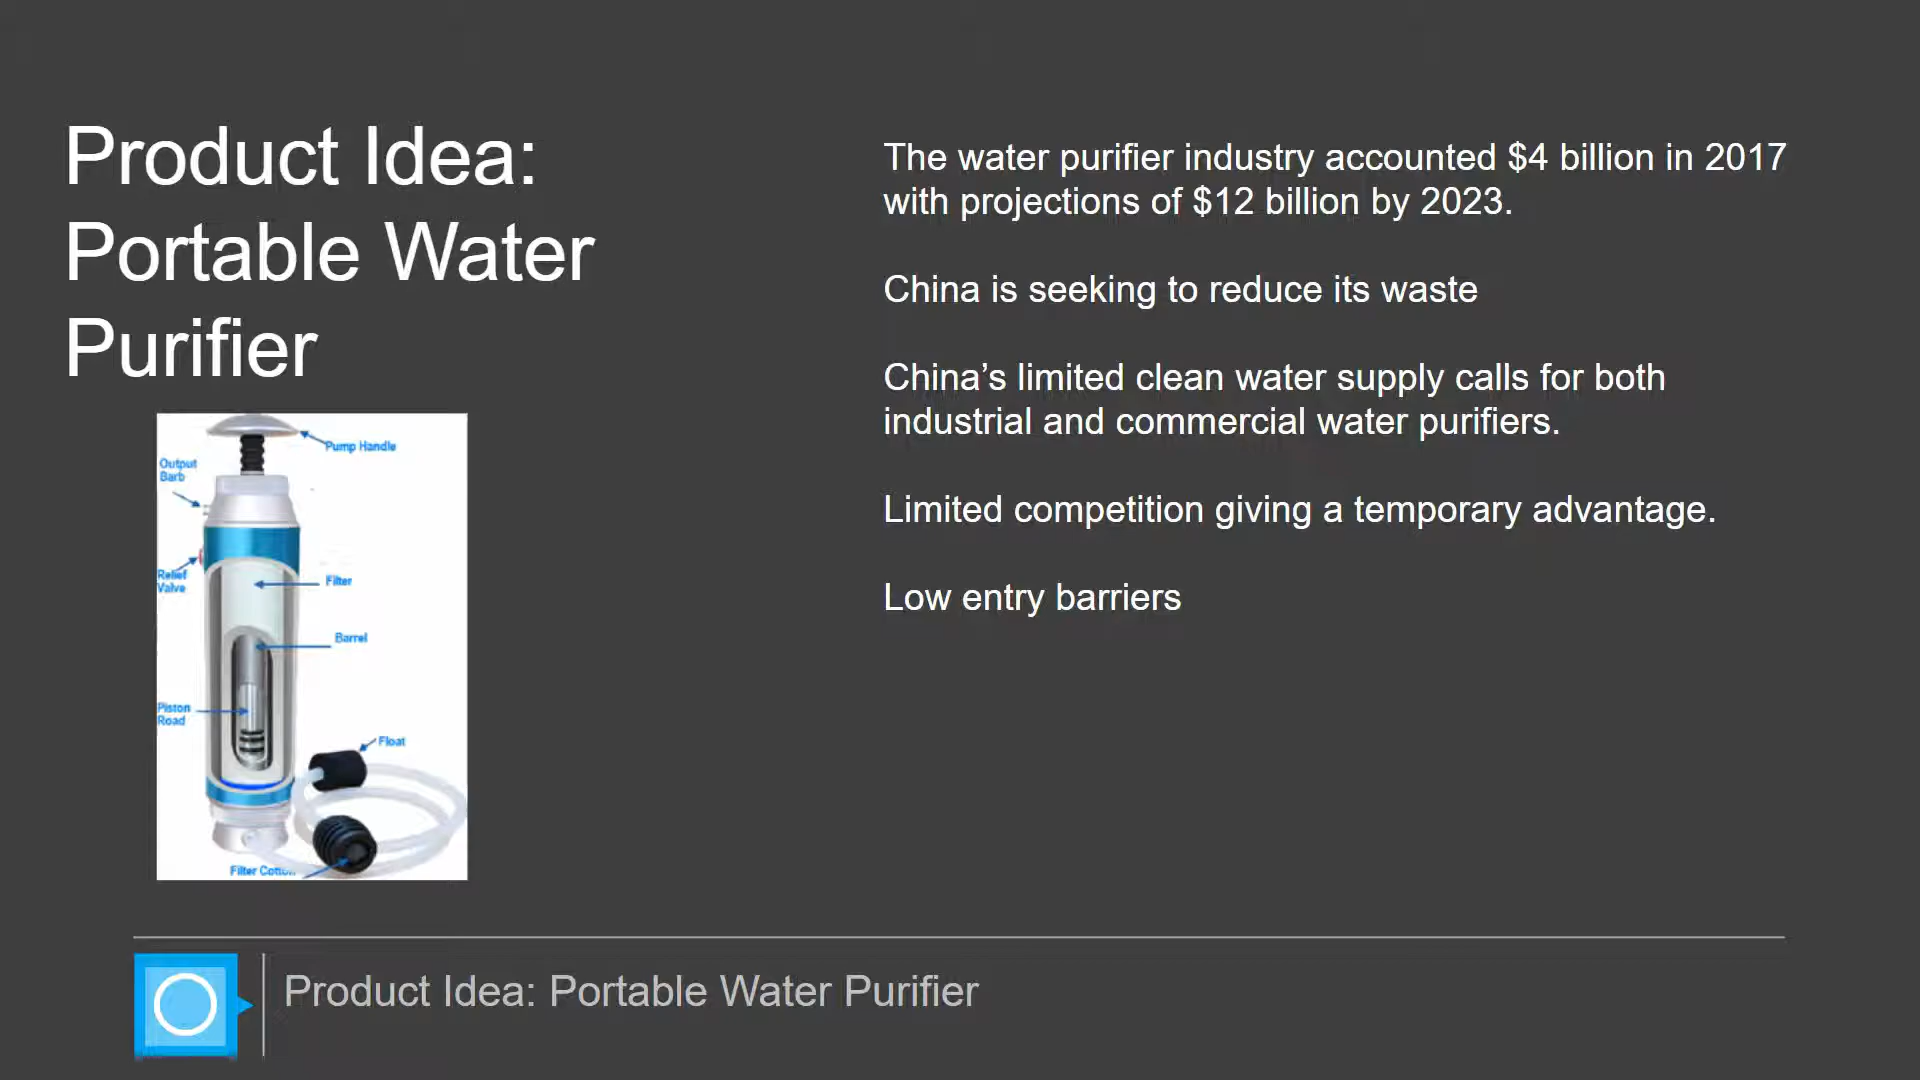 Product Idea:
Portable Water
Purifier
The water purifier industry accounted $4 billion in 2017
with projections of $12 billion by 2023.
China is seeking to reduce its waste
China’s limited clean water supply calls for both
industrial and commercial water purifiers.
Limited competition giving a temporary advantage.
Low entry barriers
Pump Handle
Output
Barb
Relief
Valve
Filter
Barrel
Piston
Road
Float
Filter Cotton
Product Idea: Portable Water Purifier